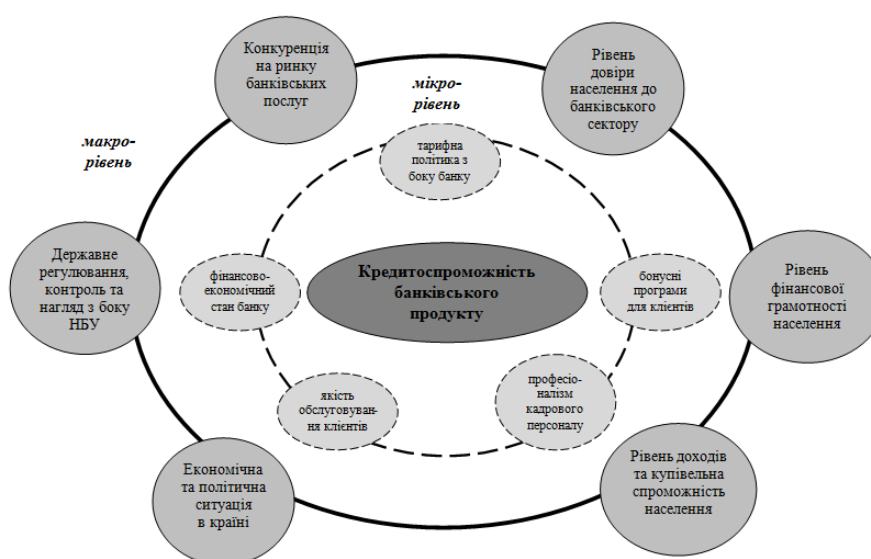 Конкуренція
на ринку
банківських
послуг
мікро-
рівень
Рівень
довіри
населення до
банківського
сектору
макро-
рівень
тарифна
політика з
боку банку
Державне
регулювання,
контроль та
нагляд з боку
НБУ
фінансово-
економічний
стан банку
Кредитоспроможність
банківського
продукту
бонусні
програми
для клієнтів
Рівень
фінансової
грамотності
населення
якість
обслуговуван-
ня клієнтів
професіо-
налізм
кадрового
персоналу
Економічна
та політична
ситуація
в країні
Рівень доходів
та купівельна
спроможність
населення